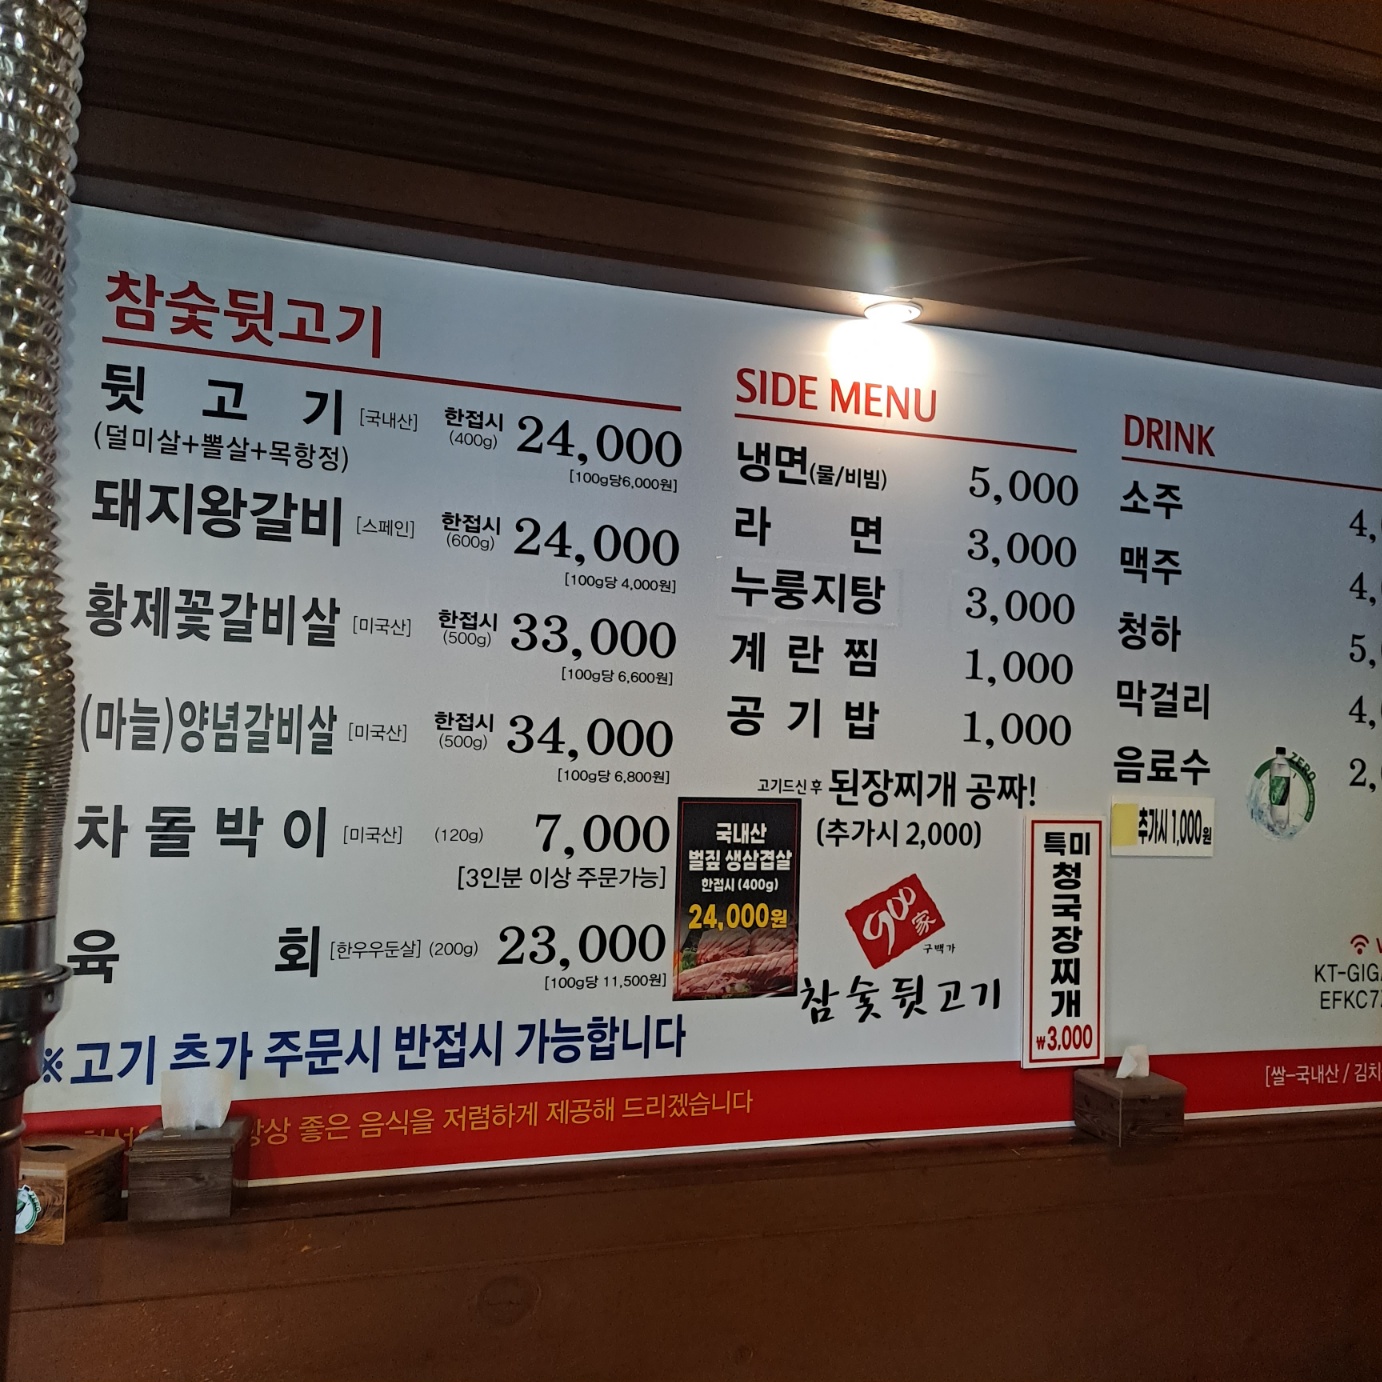 참숯뒷고기
뒷 고 기 [국내산] 한접시 (400g) 24,000
(덜미살+뽈살+목항정) [100g당6,000원]
돼지왕갈비 [스페인] 한접시 (600g) 24,000
[100g당 4,000원]
황제꽃갈비살 [미국산] 한접시 (500g) 33,000
[100g당 6,600원]
(마늘)양념갈비살 [미국산] 한접시 (500g) 34,000
[100g당 6,800원]
차 돌 박 이 [미국산] (120g) 7,000
[3인분 이상 주문가능]
육 회 [한우우둔살] (200g) 23,000
[100g당 11,500원]
※고기 추가 주문시 반접시 가능합니다
항상 좋은 음식을 저렴하게 제공해 드리겠습니다
SIDE MENU
냉면(물/비빔) 5,000
라 면 3,000
누룽지탕 3,000
계 란 찜 1,000
공 기 밥 1,000
고기드신 후 된장찌개 공짜!
(추가시 2,000)
국내산
벌짚 생삼겹살
한접시 (400g)
24,000원
900
家
구백가
참숯뒷고기
특미
청국장찌개
₩3,000
DRINK
소주 4,
맥주 4,
청하 5,
막걸리 4,
음료수 2,
ZERO
추가시 1,000원
KT-GIG
EFKC7
[쌀-국내산 / 김치